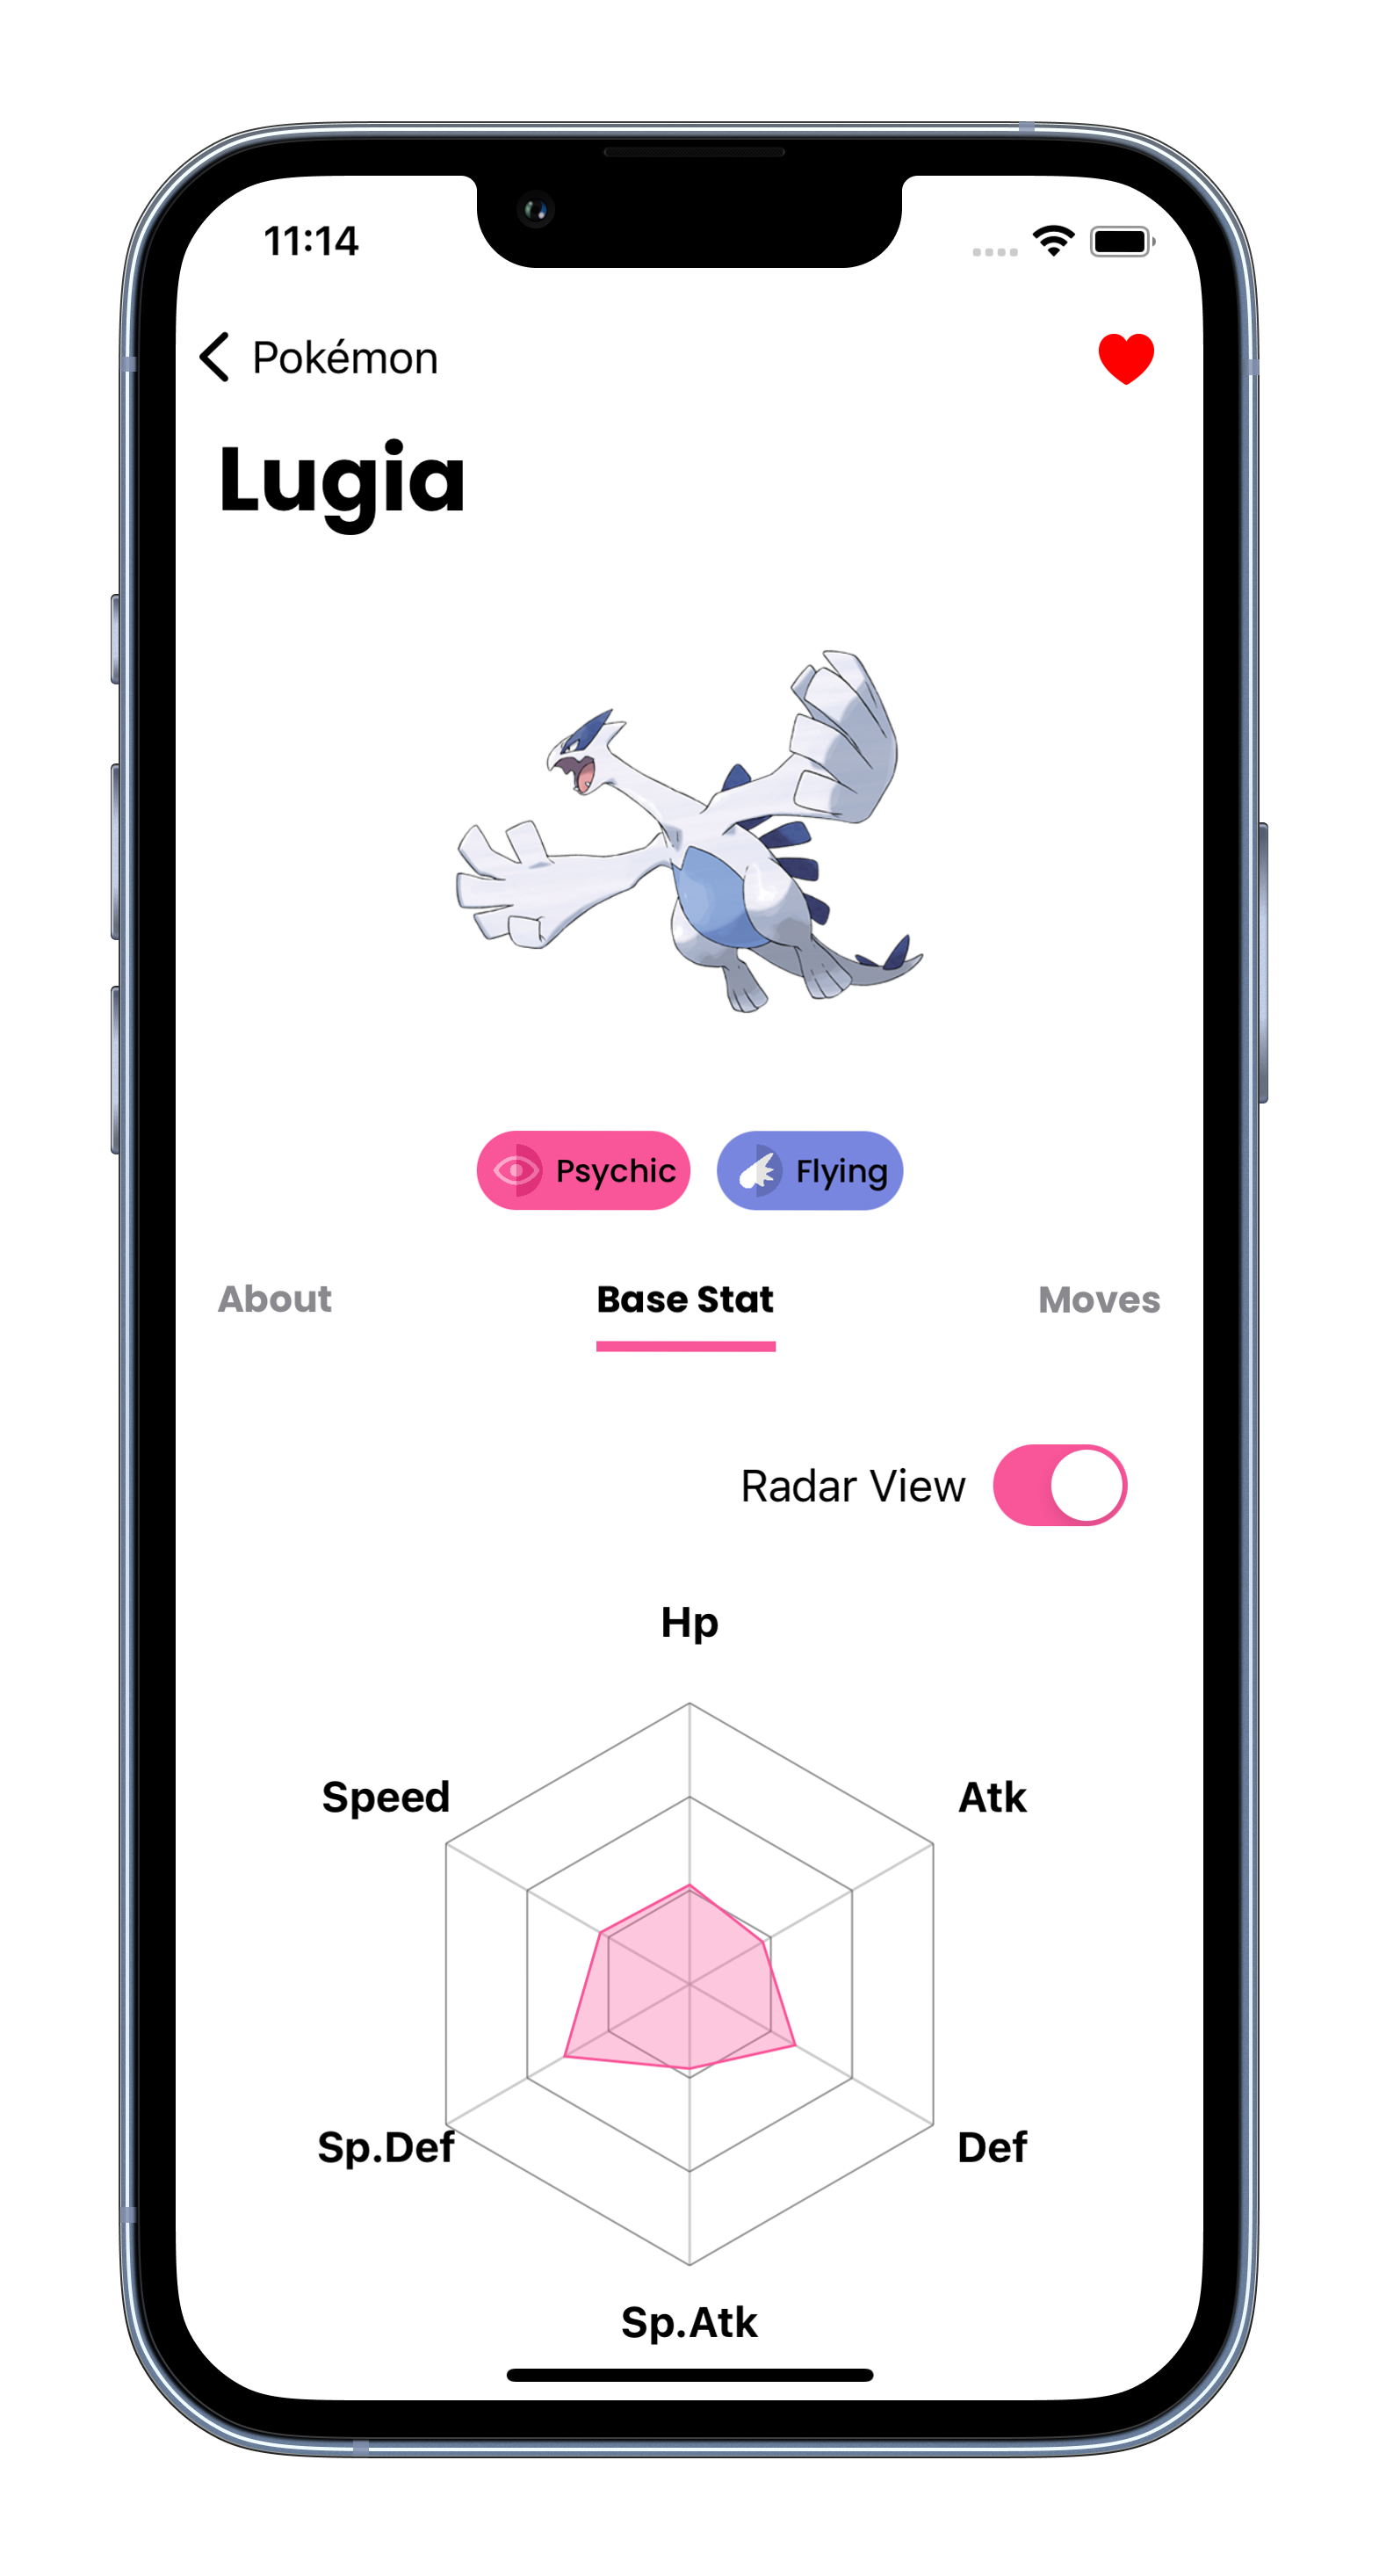 11:14
Pokémon
Lugia
Psychic Flying
About Base Stat Moves
Radar View
Hp
Speed Atk
Sp.Def Def
Sp.Atk